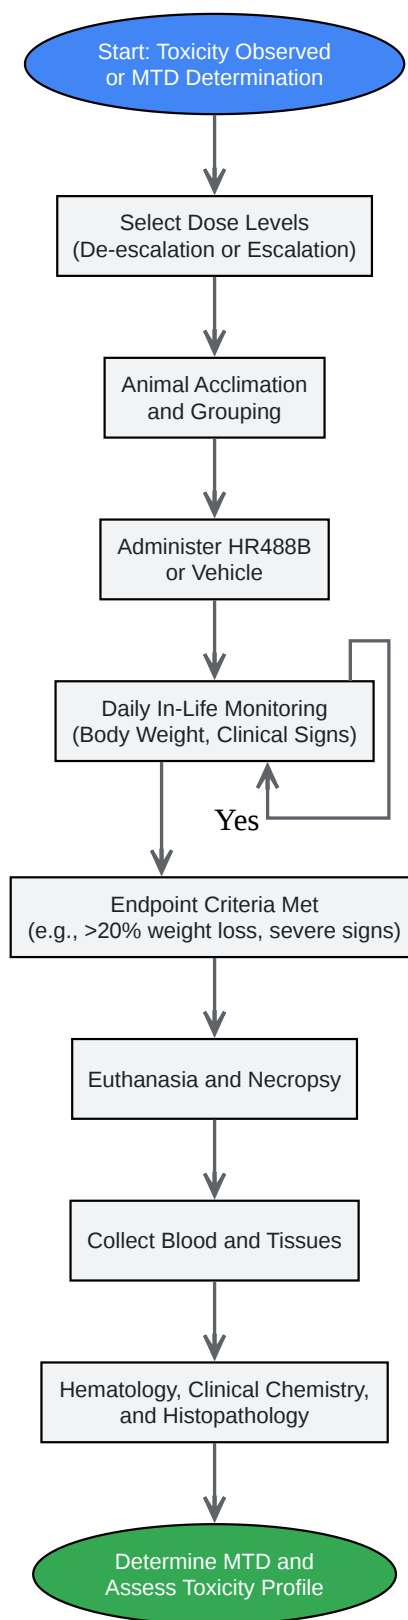 Start: Toxicity Observed
or MTD Determination
Select Dose Levels
(De-escalation or Escalation)
Animal Acclimation
and Grouping
Administer HR488B
or Vehicle
Daily In-Life Monitoring
(Body Weight, Clinical Signs)
Yes
Endpoint Criteria Met
(e.g., >20% weight loss, severe signs)
Euthanasia and Necropsy
Collect Blood and Tissues
Hematology, Clinical Chemistry,
and Histopathology
Determine MTD and
Assess Toxicity Profile